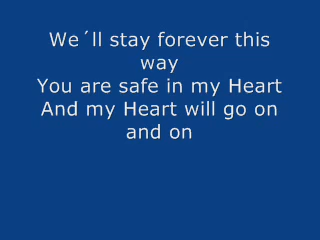 We´ll stay forever this
way
You are safe in my Heart
And my Heart will go on
and on